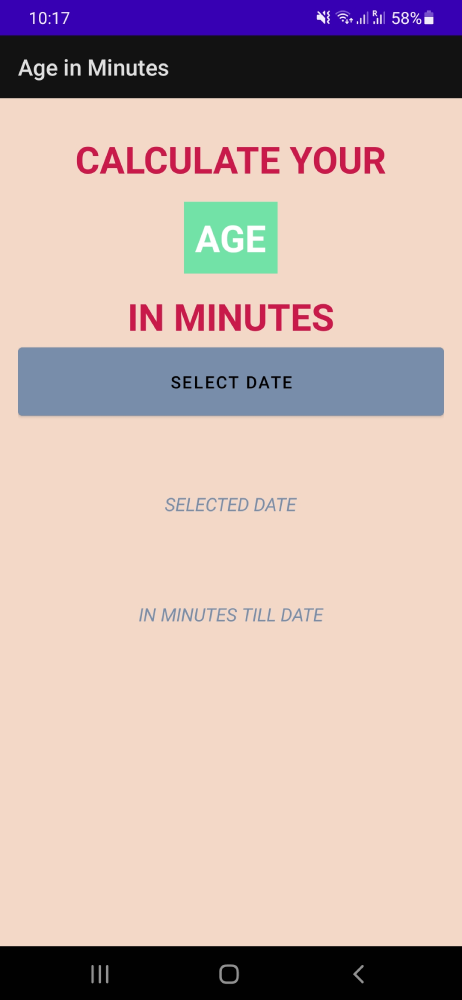 10:17
R 58%
Age in Minutes
CALCULATE YOUR
AGE
IN MINUTES
SELECT DATE
SELECTED DATE
IN MINUTES TILL DATE